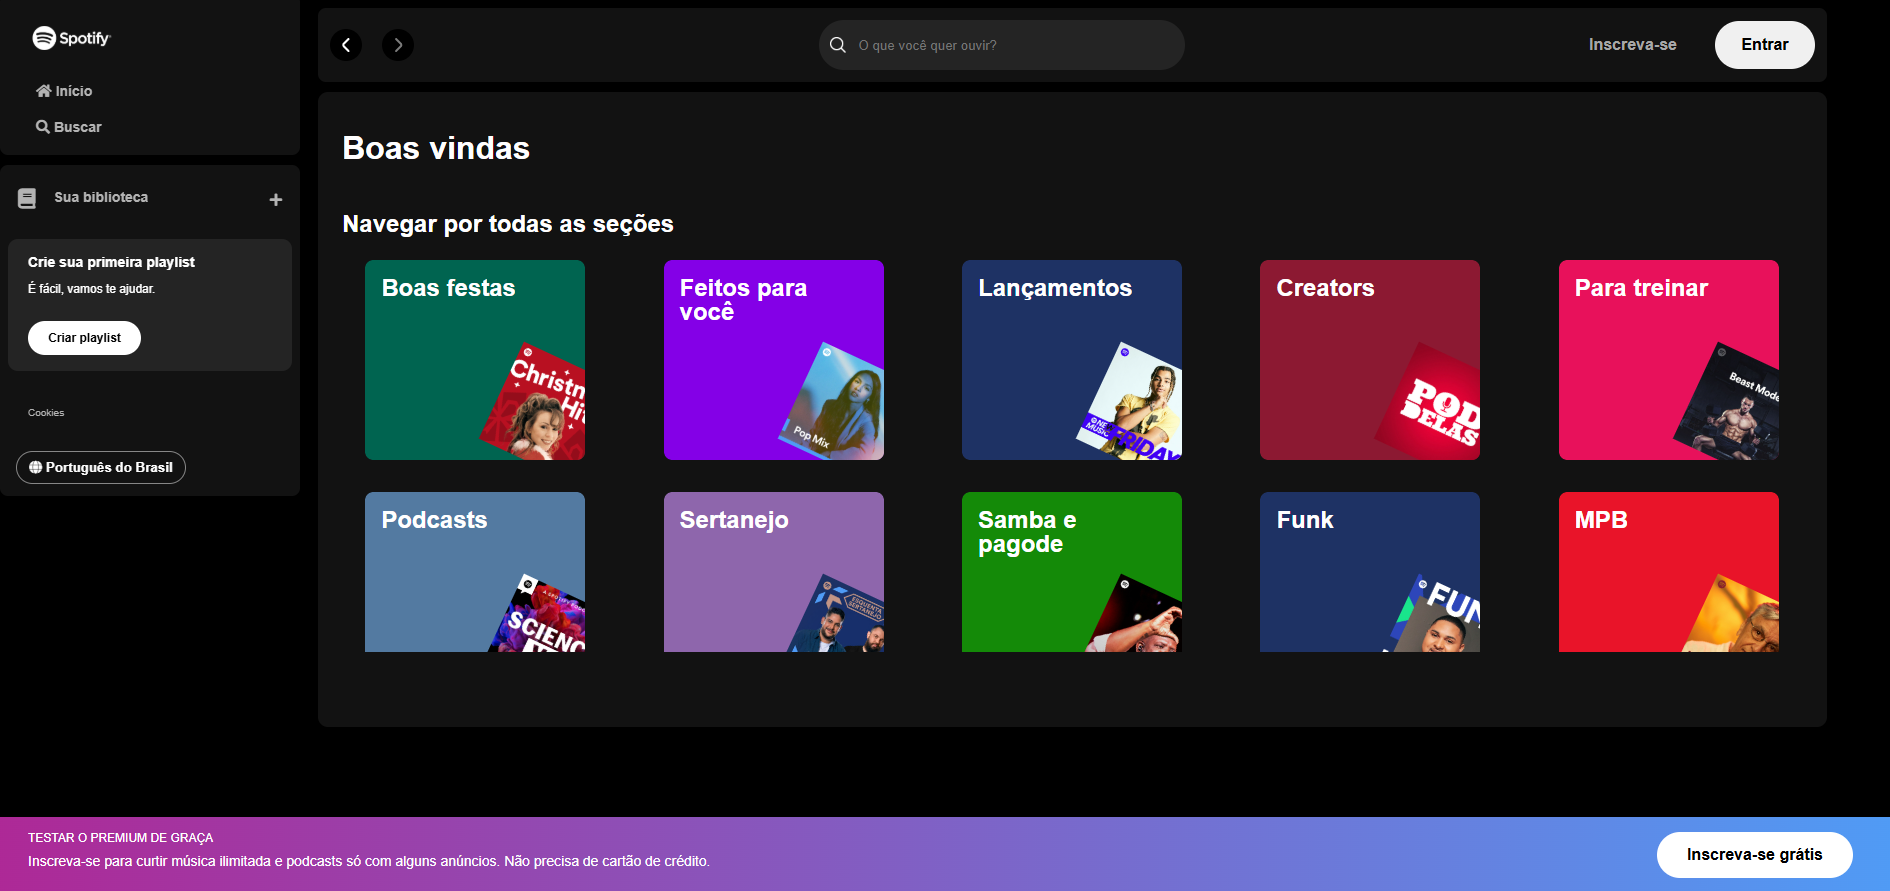 Spotify
Início
Buscar
Sua biblioteca
Crie sua primeira playlist
É fácil, vamos te ajudar.
Criar playlist
Cookies
Português do Brasil
O que você quer ouvir?
Inscreva-se
Entrar
Boas vindas
Navegar por todas as seções
Boas festas
Christm
Hi
Feitos para
você
Pop Mix
Lançamentos
NE
MUSIC
FRIDAY
Creators
POD
DELAS
Para treinar
Beast Mode
Podcasts
SCIENC
Sertanejo
ESQUENTA
SERTANEJO
Samba e
pagode
Funk
FUN
MPB
TESTAR O PREMIUM DE GRAÇA
Inscreva-se para curtir música ilimitada e podcasts só com alguns anúncios. Não precisa de cartão de crédito.
Inscreva-se grátis